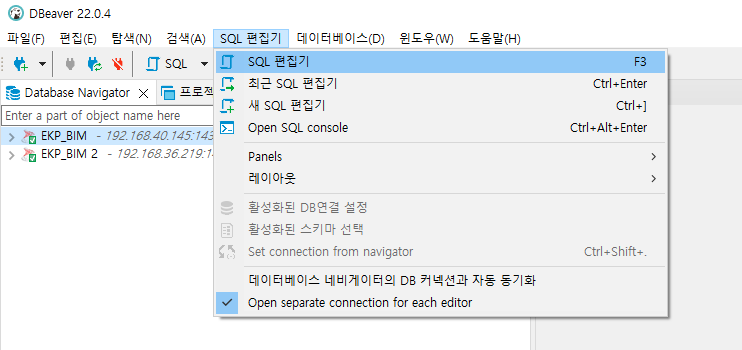 DBeaver 22.0.4
파일(F) 편집(E) 탐색(N) 검색(A) SQL 편집기 데이터베이스(D) 윈도우(W) 도움말(H)
SQL
Database Navigator 프로젝
Enter a part of object name here
EKP_BIM - 192.168.40.145:143
EKP_BIM 2 - 192.168.36.219:14
SQL 편집기 F3
최근 SQL 편집기 Ctrl+Enter
새 SQL 편집기 Ctrl+]
Open SQL console Ctrl+Alt+Enter
Panels
레이아웃
활성화된 DB연결 설정
활성화된 스키마 선택
Set connection from navigator Ctrl+Shift+.
데이터베이스 네비게이터의 DB 커넥션과 자동 동기화
Open separate connection for each editor